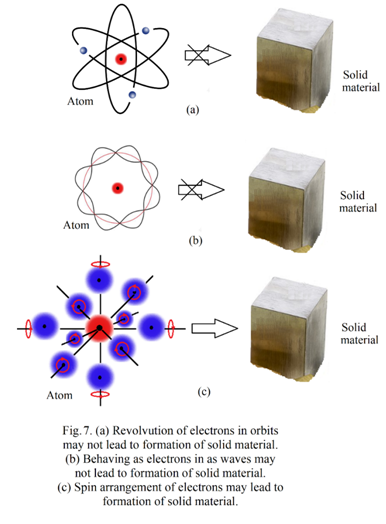 Atom
Solid
material
(a)
Atom
Solid
material
(b)
Atom
Solid
material
(c)
Fig.7. (a) Revolvution of electrons in orbits
may not lead to formation of solid material.
(b) Behaving as electrons in as waves may
not lead to formation of solid material.
(c) Spin arrangement of electrons may lead to
formation of solid material.